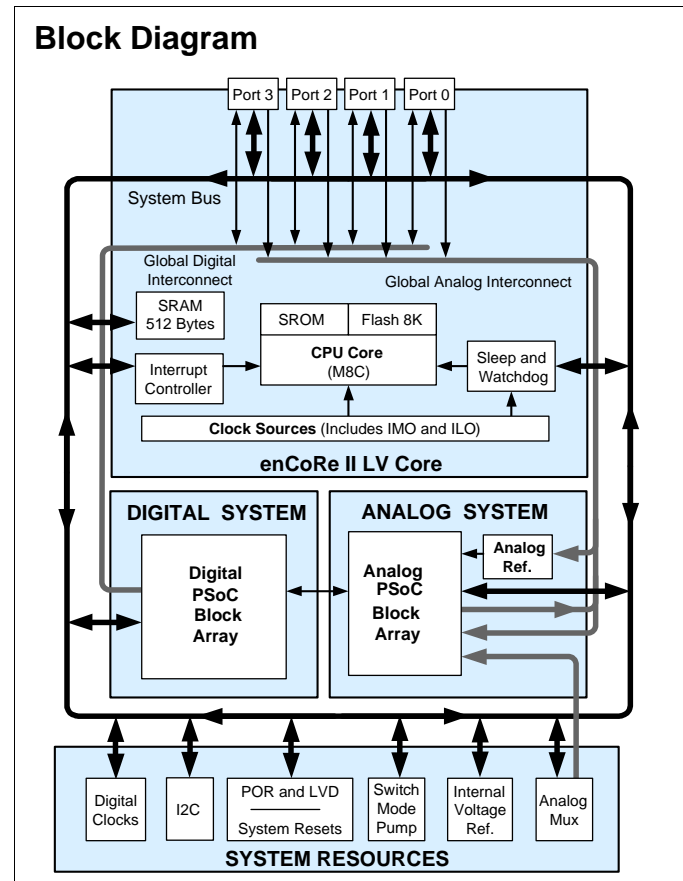 Block Diagram
Port 3
Port 2
Port 1
Port 0
System Bus
Global Digital
Interconnect
Global Analog Interconnect
SRAM
512 Bytes
SROM
Flash 8K
CPU Core
(M8C)
Interrupt
Controller
Sleep and
Watchdog
Clock Sources (Includes IMO and ILO)
enCoRe II LV Core
DIGITAL SYSTEM
ANALOG SYSTEM
Digital
PSoC
Block
Array
Analog
PSoC
Block
Array
Analog
Ref.
Digital
Clocks
I2C
POR and LVD
System Resets
Switch
Mode
Pump
Internal
Voltage
Ref.
Analog
Mux
SYSTEM RESOURCES